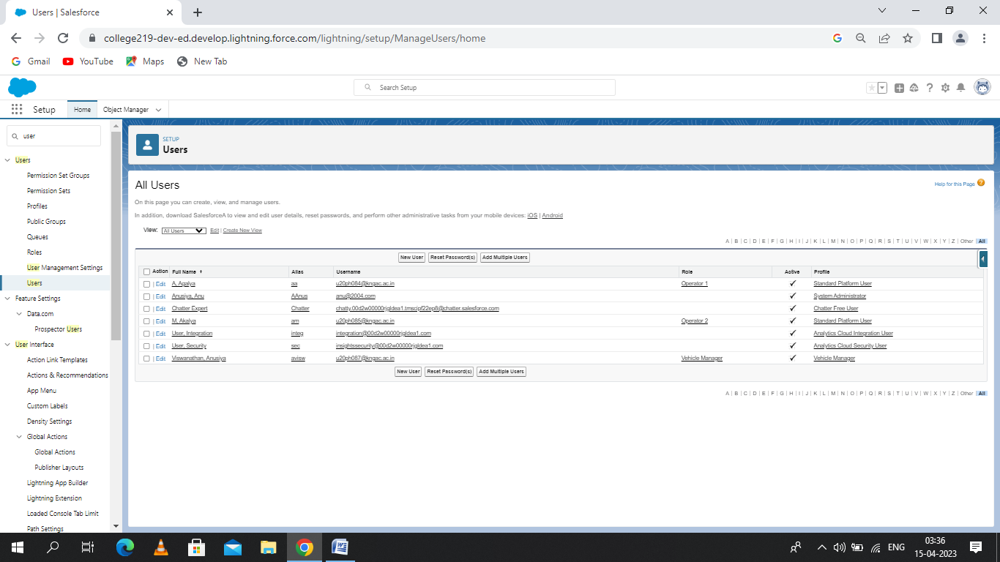 Users | Salesforce
college219-dev-ed.develop.lightning.force.com/lightning/setup/ManageUsers/home
Gmail YouTube Maps New Tab
Search Setup
Setup Home Object Manager
user
Users
Permission Set Groups
Permission Sets
Profiles
Public Groups
Queues
Roles
User Management Settings
Users
Feature Settings
Data.com
Prospector Users
User Interface
Action Link Templates
Actions & Recommendations
App Menu
Custom Labels
Density Settings
Global Actions
Global Actions
Publisher Layouts
Lightning App Builder
Lightning Extension
Loaded Console Tab Limit
Path Settings
SETUP
Users
All Users
Help for this Page
On this page you can create, view, and manage users.
In addition, download SalesforceA to view and edit user details, reset passwords, and perform other administrative tasks from your mobile devices: iOS | Android
View: All Users Edit | Create New View
A | B | C | D | E | F | G | H | I | J | K | L | M | N | O | P | Q | R | S | T | U | V | W | X | Y | Z | Other All
New User Reset Password(s) Add Multiple Users
Action Full Name ↑ Alias Username Role Active Profile
| Edit A, Agalya aa u20ph084@kngac.ac.in Operator 1 ✓ Standard Platform User
| Edit Anusiya, Anu AAnus anu@2004.com ✓ System Administrator
| Edit Chatter Expert Chatter chatty.00d2w00000rjgldea1.tmscipf22ep8@chatter.salesforce.com ✓ Chatter Free User
| Edit M, Akalya am u20ph085@kngac.ac.in Operator 2 ✓ Standard Platform User
| Edit User, Integration integ integration@00d2w00000rjgldea1.com ✓ Analytics Cloud Integration User
| Edit User, Security sec insightssecurity@00d2w00000rjgldea1.com ✓ Analytics Cloud Security User
| Edit Viswanathan, Anusiya avisw u20ph087@kngac.ac.in Vehicle Manager ✓ Vehicle Manager
New User Reset Password(s) Add Multiple Users
A | B | C | D | E | F | G | H | I | J | K | L | M | N | O | P | Q | R | S | T | U | V | W | X | Y | Z | Other All
ENG
03:36
15-04-2023